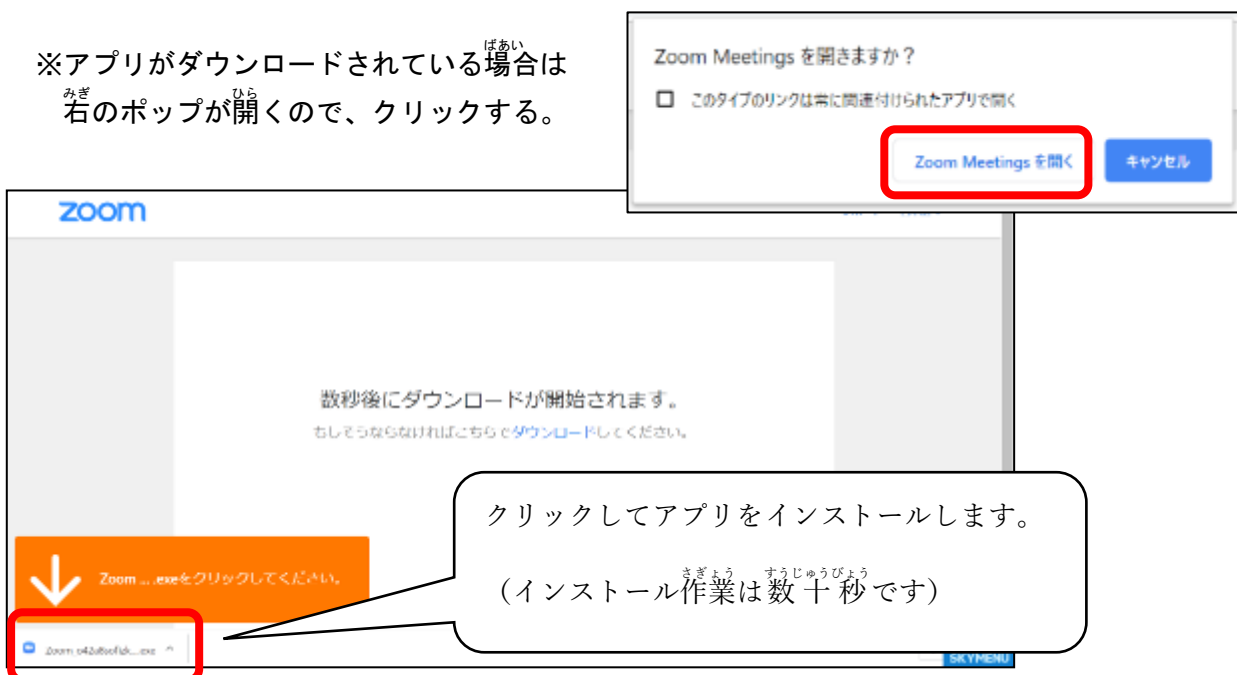 ※アプリがダウンロードされている場合は
右のポップが開くので、クリックする。
Zoom Meetings を開きますか？
このタイプのリンクは常に関連付けられたアプリで開く
Zoom Meetings を開く
キャンセル
zoom
数秒後にダウンロードが開始されます。
もしそうならなければこちらでダウンロードしてください。
クリックしてアプリをインストールします。
（インストール作業は数十秒です）
Zoom ... .exeをクリックしてください。
SKYMENU